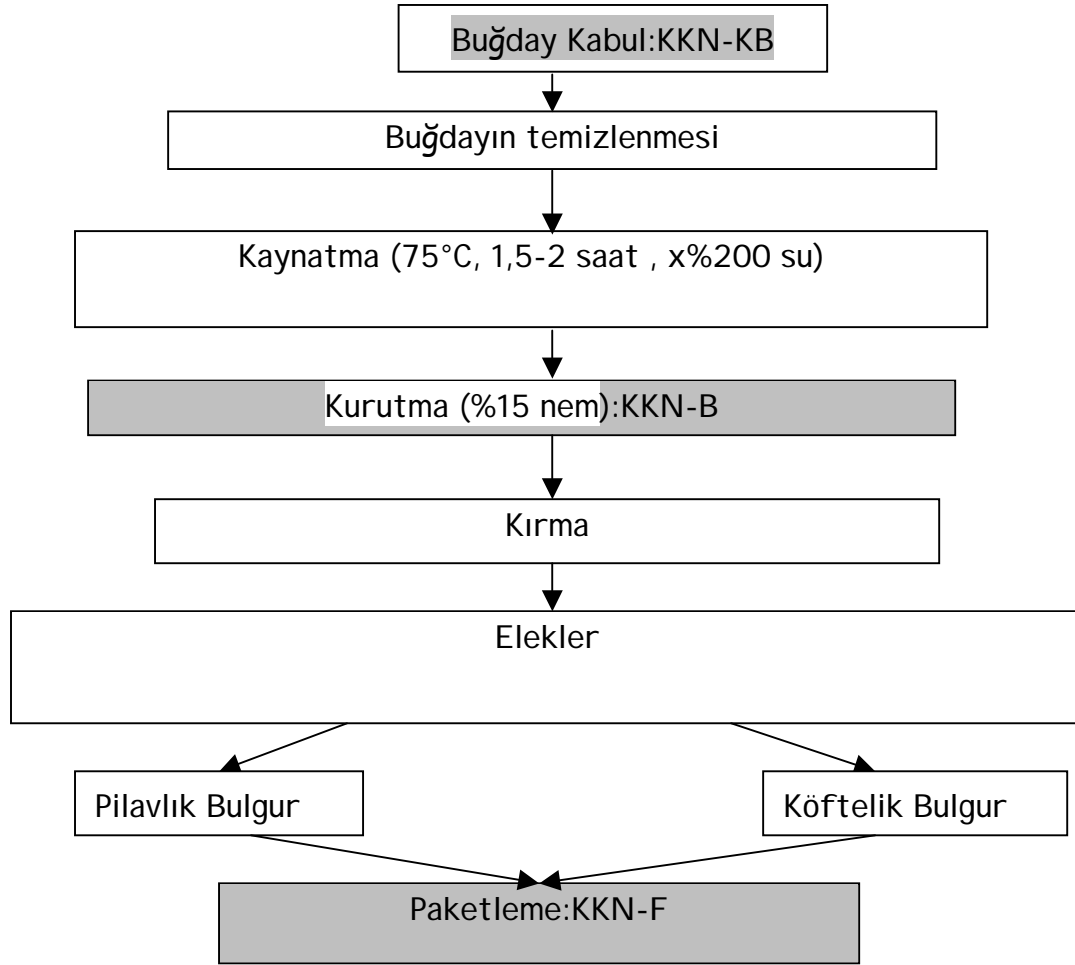 Buğday Kabul:KKN-KB
Buğdayın temizlenmesi
Kaynatma (75°C, 1,5-2 saat , x%200 su)
Kurutma (%15 nem):KKN-B
Kırma
Elekler
Pilavlık Bulgur
Köftelik Bulgur
Paketleme:KKN-F